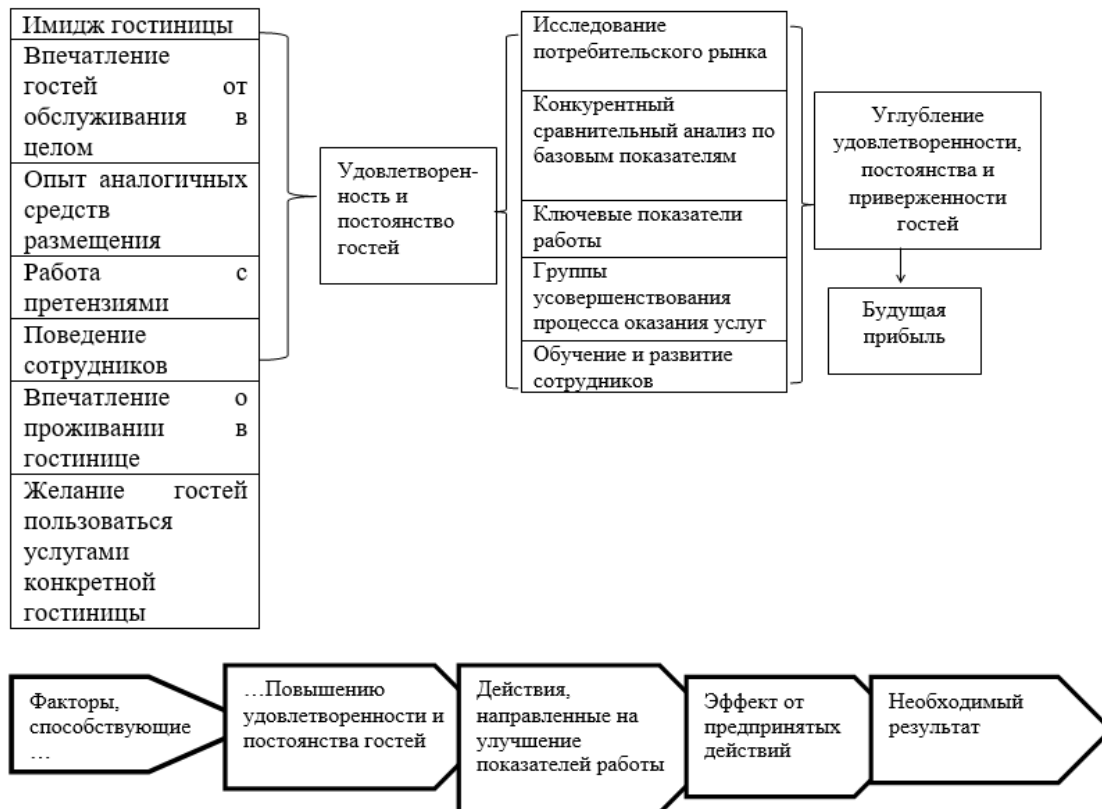 Имидж гостиницы
Впечатление
гостей от
обслуживания в
целом
Опыт аналогичных
средств
размещения
Работа с
претензиями
Поведение
сотрудников
Впечатление о
проживании в
гостинице
Желание гостей
пользоваться
услугами
конкретной
гостиницы
Удовлетворен-
ность и
постоянство
гостей
Исследование
потребительского рынка
Конкурентный
сравнительный анализ по
базовым показателям
Ключевые показатели
работы
Группы
усовершенствования
процесса оказания услуг
Обучение и развитие
сотрудников
Углубление
удовлетворенности,
постоянства и
приверженности
гостей
Будущая
прибыль
Факторы,
способствующие
…
…Повышению
удовлетворенности и
постоянства гостей
Действия,
направленные на
улучшение
показателей работы
Эффект от
предпринятых
действий
Необходимый
результат